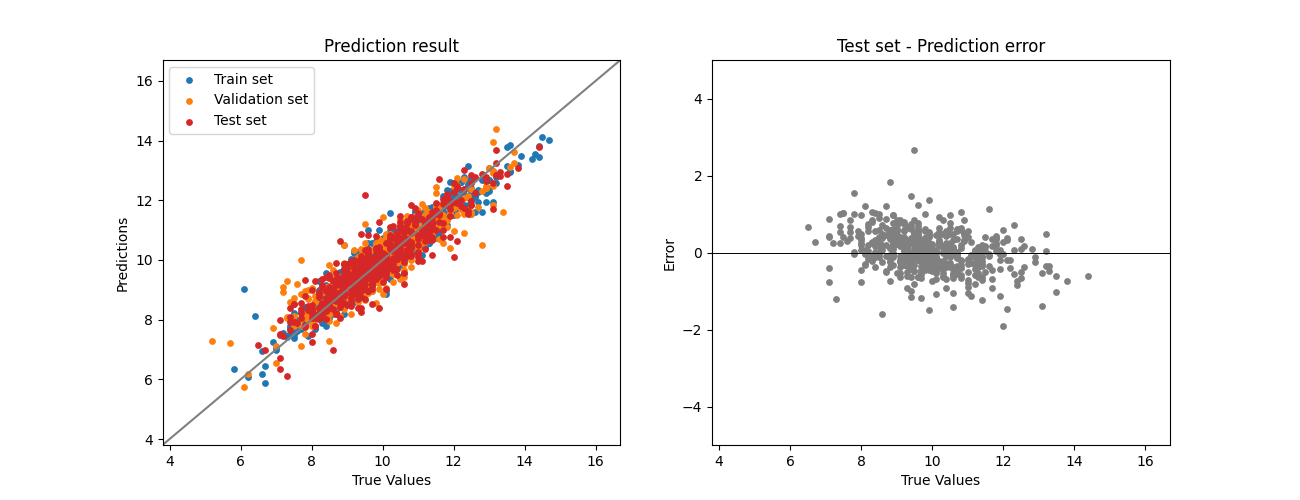 Prediction result
Train set
Validation set
Test set
16
14
12
10
8
6
4
Predictions
4 6 8 10 12 14 16
True Values
Test set - Prediction error
4
2
0
−2
−4
Error
4 6 8 10 12 14 16
True Values